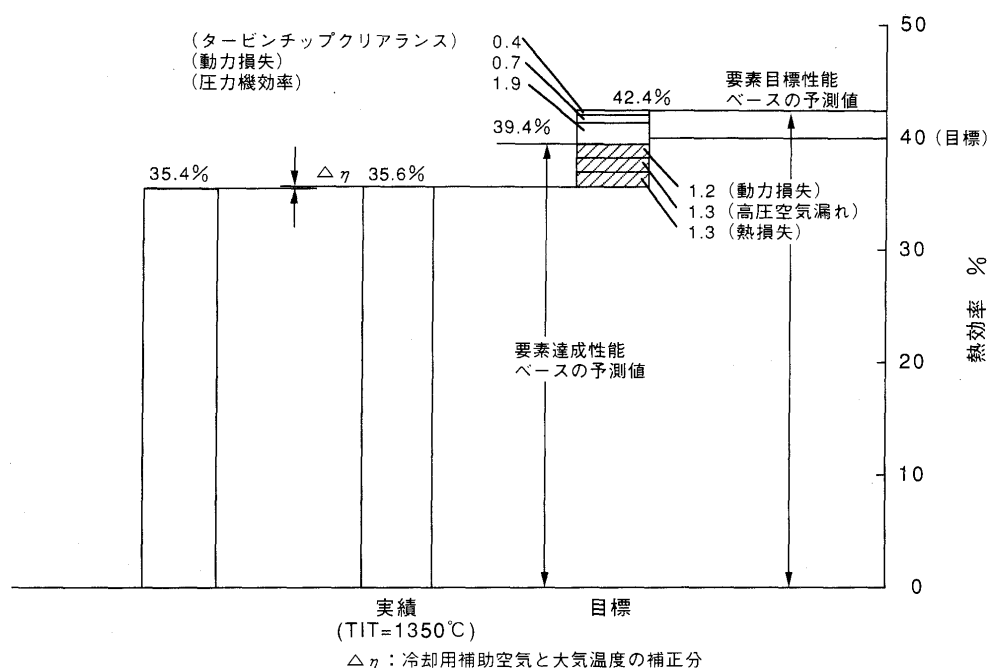 50
(タービンチップクリアランス)
0.4
(動力損失)
0.7
(圧力機効率)
1.9
要素目標性能
ベースの予測値
42.4%
39.4%
40(目標)
35.4%
△η
35.6%
1.2(動力損失)
1.3(高圧空気漏れ)
1.3(熱損失)
30
熱効率 %
要素達成性能
ベースの予測値
20
10
0
実績
目標
(TIT=1350℃)
△η:冷却用補助空気と大気温度の補正分